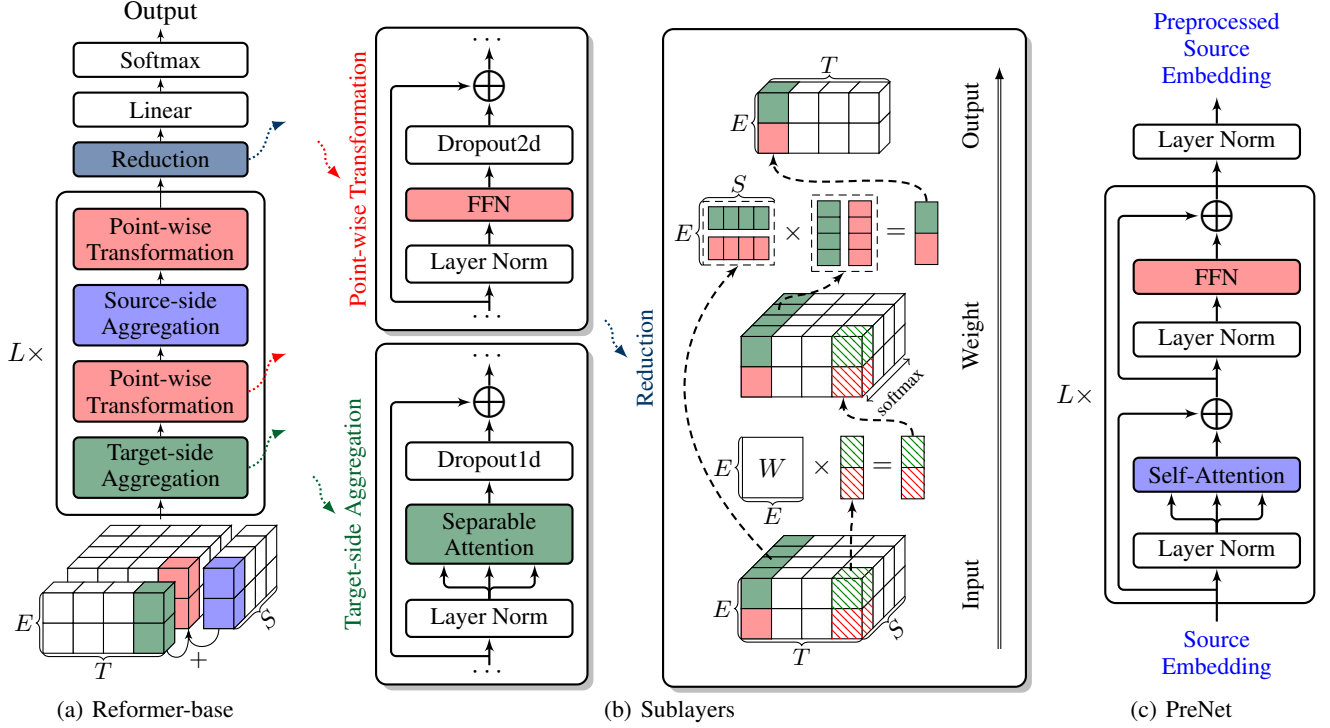 Output
Softmax
Linear
Reduction
Point-wise
Transformation
Source-side
Aggregation
Point-wise
Transformation
Target-side
Aggregation
L×
E
T
S
+
(a) Reformer-base
Point-wise Transformation
. . .
Dropout2d
FFN
Layer Norm
. . .
Target-side Aggregation
. . .
Dropout1d
Separable
Attention
Layer Norm
. . .
Reduction
T
E
S
E
×
=
softmax
E
W
E
×
=
E
T
S
Output
Weight
Input
(b) Sublayers
Preprocessed
Source
Embedding
Layer Norm
FFN
Layer Norm
L×
Self-Attention
Layer Norm
Source
Embedding
(c) PreNet